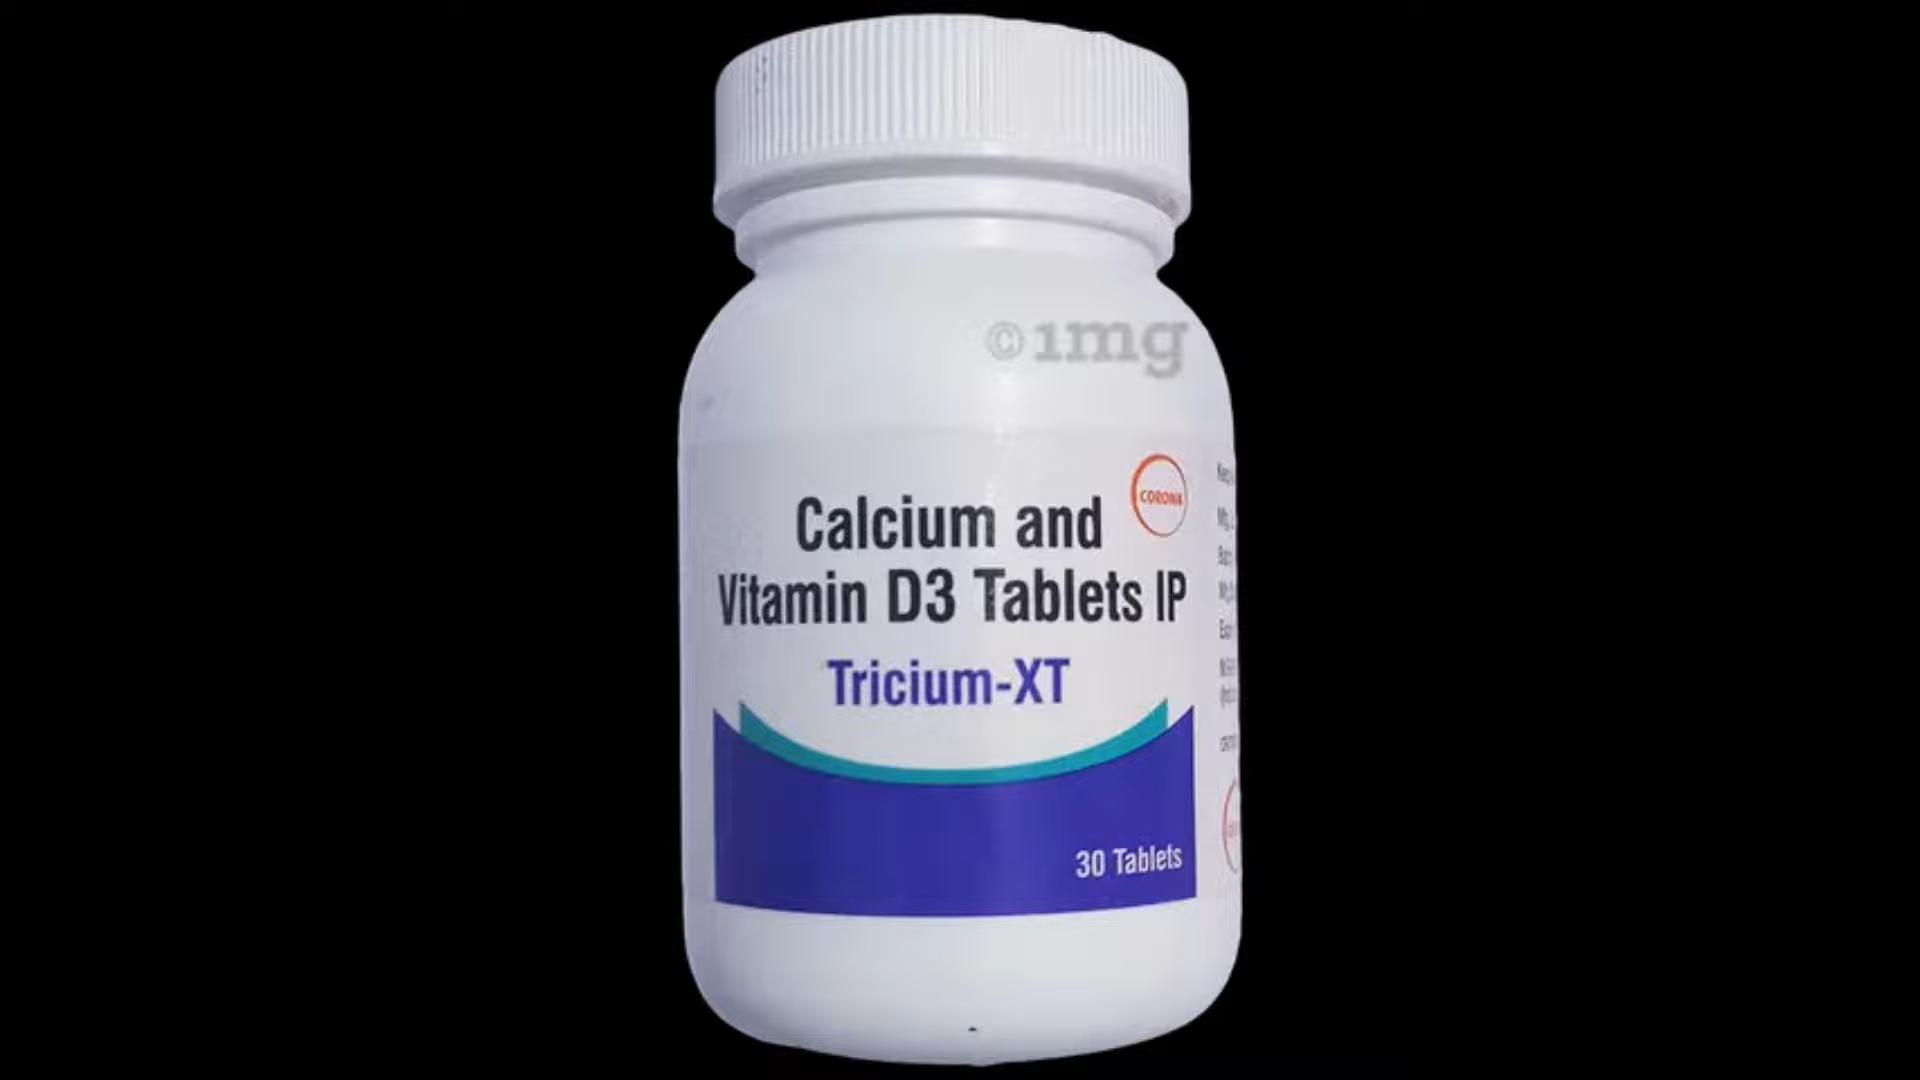 © 1mg
CORONA
Calcium and
Vitamin D3 Tablets IP
Tricium-XT
30 Tablets